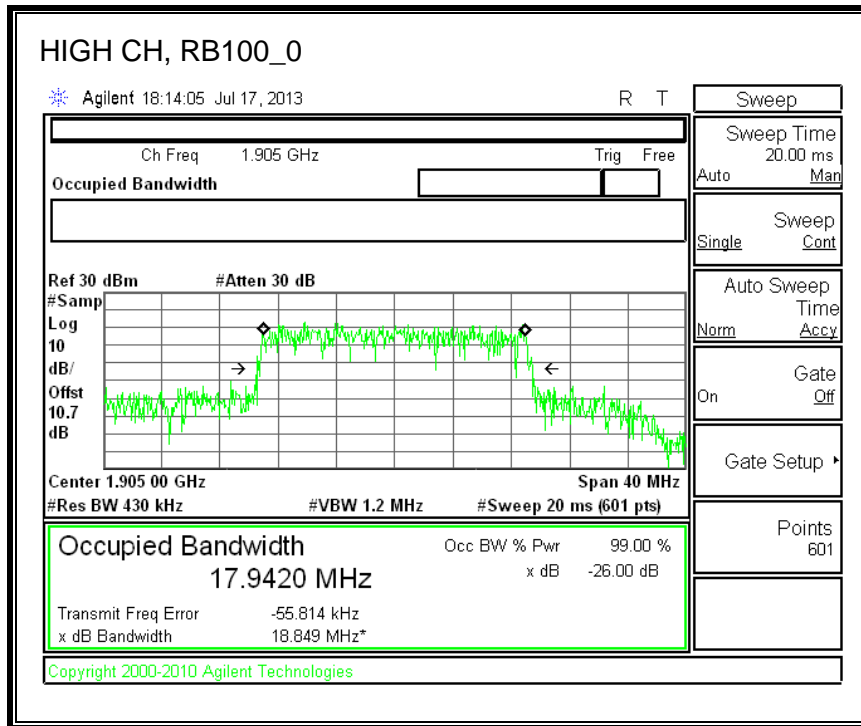 HIGH CH, RB100_0
Agilent 18:14:05 Jul 17, 2013 R T
Sweep
Ch Freq 1.905 GHz Trig Free
Occupied Bandwidth
Sweep Time
20.00 ms
Auto Man
Sweep
Single Cont
Auto Sweep
Time
Norm Accy
Gate
On Off
Gate Setup
Points
601
Ref 30 dBm #Atten 30 dB
#Samp
Log
10
dB/
Offst
10.7
dB
Center 1.905 00 GHz Span 40 MHz
#Res BW 430 kHz #VBW 1.2 MHz #Sweep 20 ms (601 pts)
Occupied Bandwidth Occ BW % Pwr 99.00 %
17.9420 MHz x dB -26.00 dB
Transmit Freq Error -55.814 kHz
x dB Bandwidth 18.849 MHz*
Copyright 2000-2010 Agilent Technologies